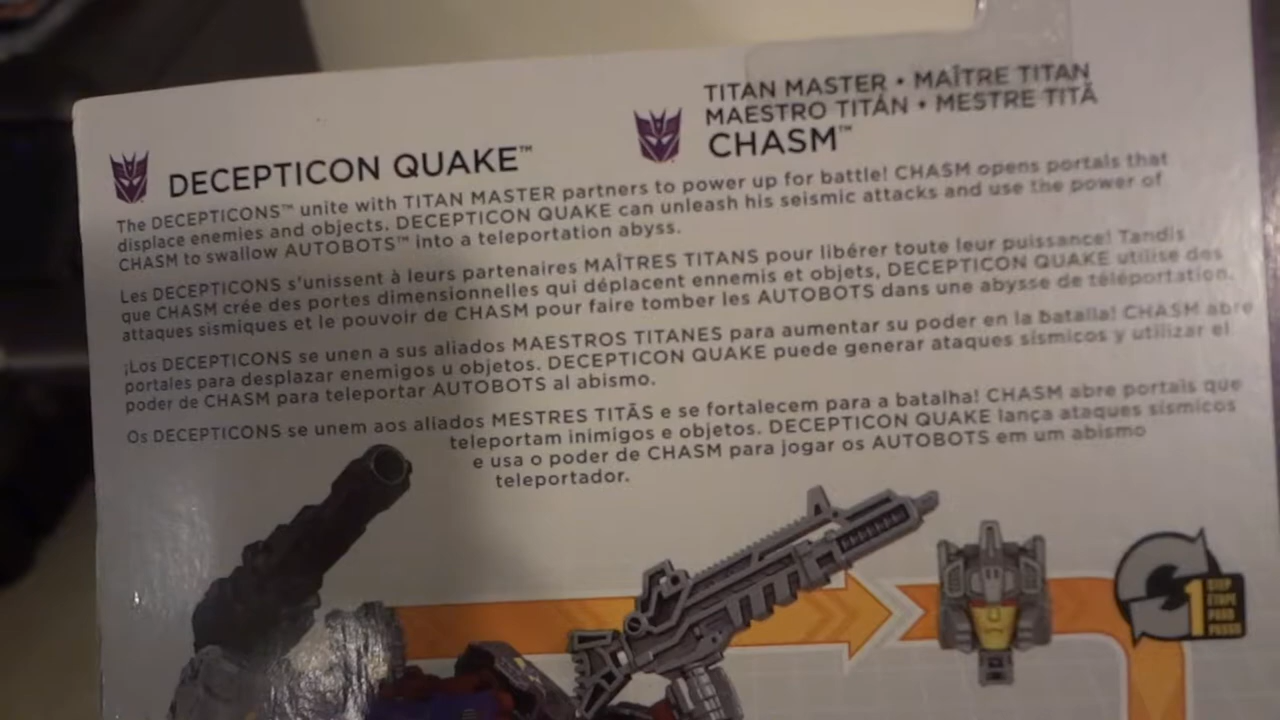 DECEPTICON QUAKE™
TITAN MASTER • MAÎTRE TITAN
MAESTRO TITÁN • MESTRE TITÃ
CHASM™
The DECEPTICONS™ unite with TITAN MASTER partners to power up for battle! CHASM opens portals that
displace enemies and objects. DECEPTICON QUAKE can unleash his seismic attacks and use the power of
CHASM to swallow AUTOBOTS™ into a teleportation abyss.
Les DECEPTICONS s'unissent à leurs partenaires MAÎTRES TITANS pour libérer toute leur puissance! Tandis
que CHASM crée des portes dimensionnelles qui déplacent ennemis et objets, DECEPTICON QUAKE utilise des
attaques sismiques et le pouvoir de CHASM pour faire tomber les AUTOBOTS dans une abysse de téléportation.
¡Los DECEPTICONS se unen a sus aliados MAESTROS TITANES para aumentar su poder en la batalla! CHASM abre
portales para desplazar enemigos u objetos. DECEPTICON QUAKE puede generar ataques sísmicos y utilizar el
poder de CHASM para teleportar AUTOBOTS al abismo.
Os DECEPTICONS se unem aos aliados MESTRES TITÃS e se fortalecem para a batalha! CHASM abre portais que
teleportam inimigos e objetos. DECEPTICON QUAKE lança ataques sísmicos
e usa o poder de CHASM para jogar os AUTOBOTS em um abismo
teleportador.
1 STEP
ETAPE
PASO
PASSO